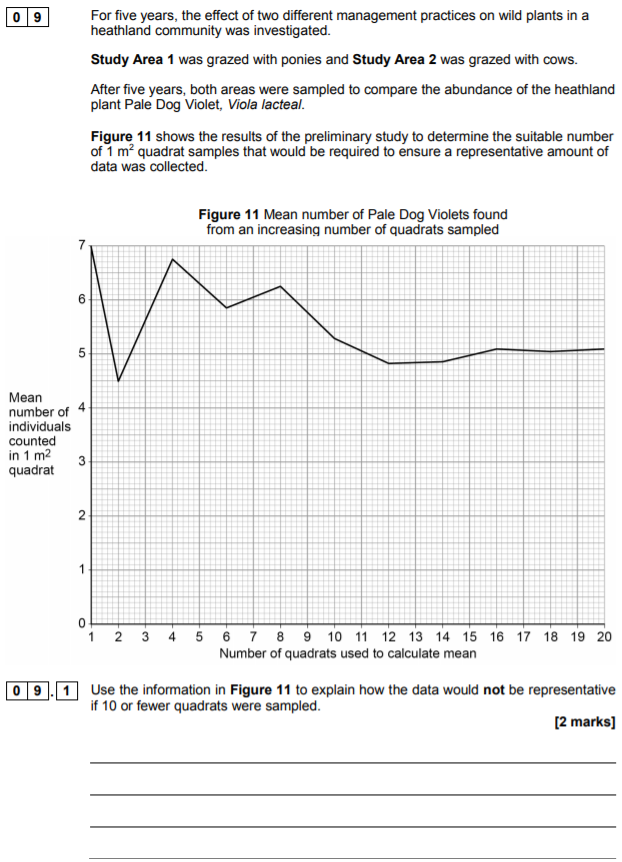 0 9 For five years, the effect of two different management practices on wild plants in a
heathland community was investigated.
Study Area 1 was grazed with ponies and Study Area 2 was grazed with cows.
After five years, both areas were sampled to compare the abundance of the heathland
plant Pale Dog Violet, Viola lacteal.
Figure 11 shows the results of the preliminary study to determine the suitable number
of 1 m² quadrat samples that would be required to ensure a representative amount of
data was collected.
Figure 11 Mean number of Pale Dog Violets found
from an increasing number of quadrats sampled
7
6
5
4
3
2
1
0
Mean
number of
individuals
counted
in 1 m²
quadrat
1 2 3 4 5 6 7 8 9 10 11 12 13 14 15 16 17 18 19 20
Number of quadrats used to calculate mean
0 9 . 1 Use the information in Figure 11 to explain how the data would not be representative
if 10 or fewer quadrats were sampled.
[2 marks]